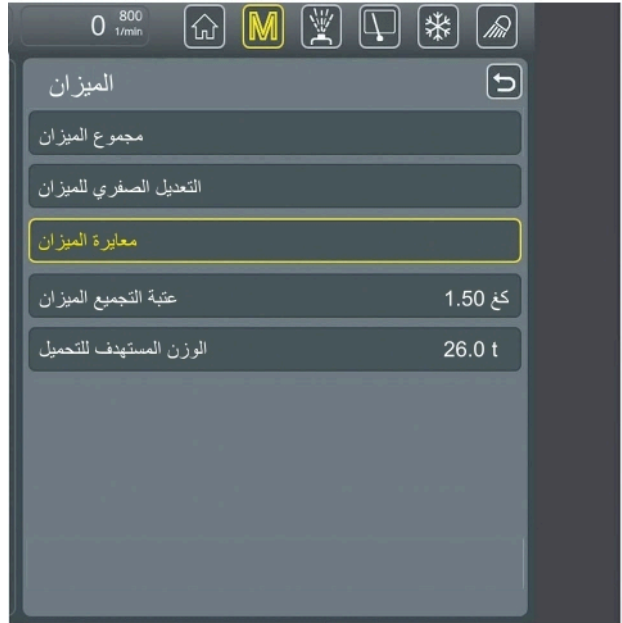 0 800 1/min
M
الميزان
مجموع الميزان
التعديل الصفري للميزان
معايرة الميزان
عتبة التجميع الميزان 1.50 كغ
الوزن المستهدف للتحميل 26.0 t